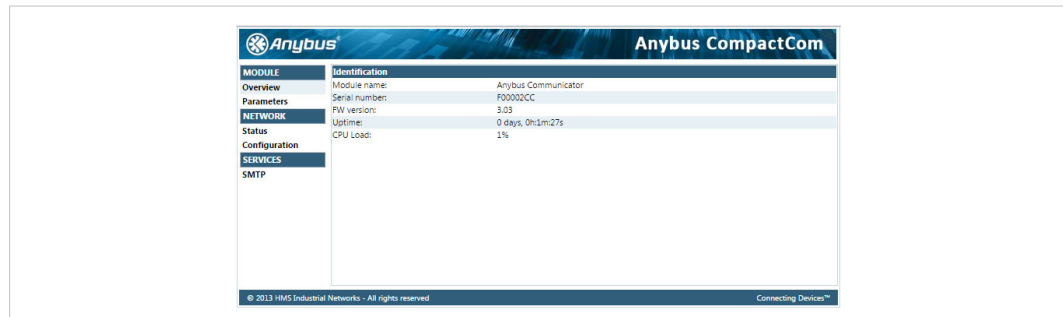 Anybus® Anybus CompactCom
MODULE
Overview
Parameters
NETWORK
Status
Configuration
SERVICES
SMTP
Identification
Module name: Anybus Communicator
Serial number: F00002CC
FW version: 3.03
Uptime: 0 days, 0h:1m:27s
CPU Load: 1%
© 2013 HMS Industrial Networks - All rights reserved Connecting Devices™